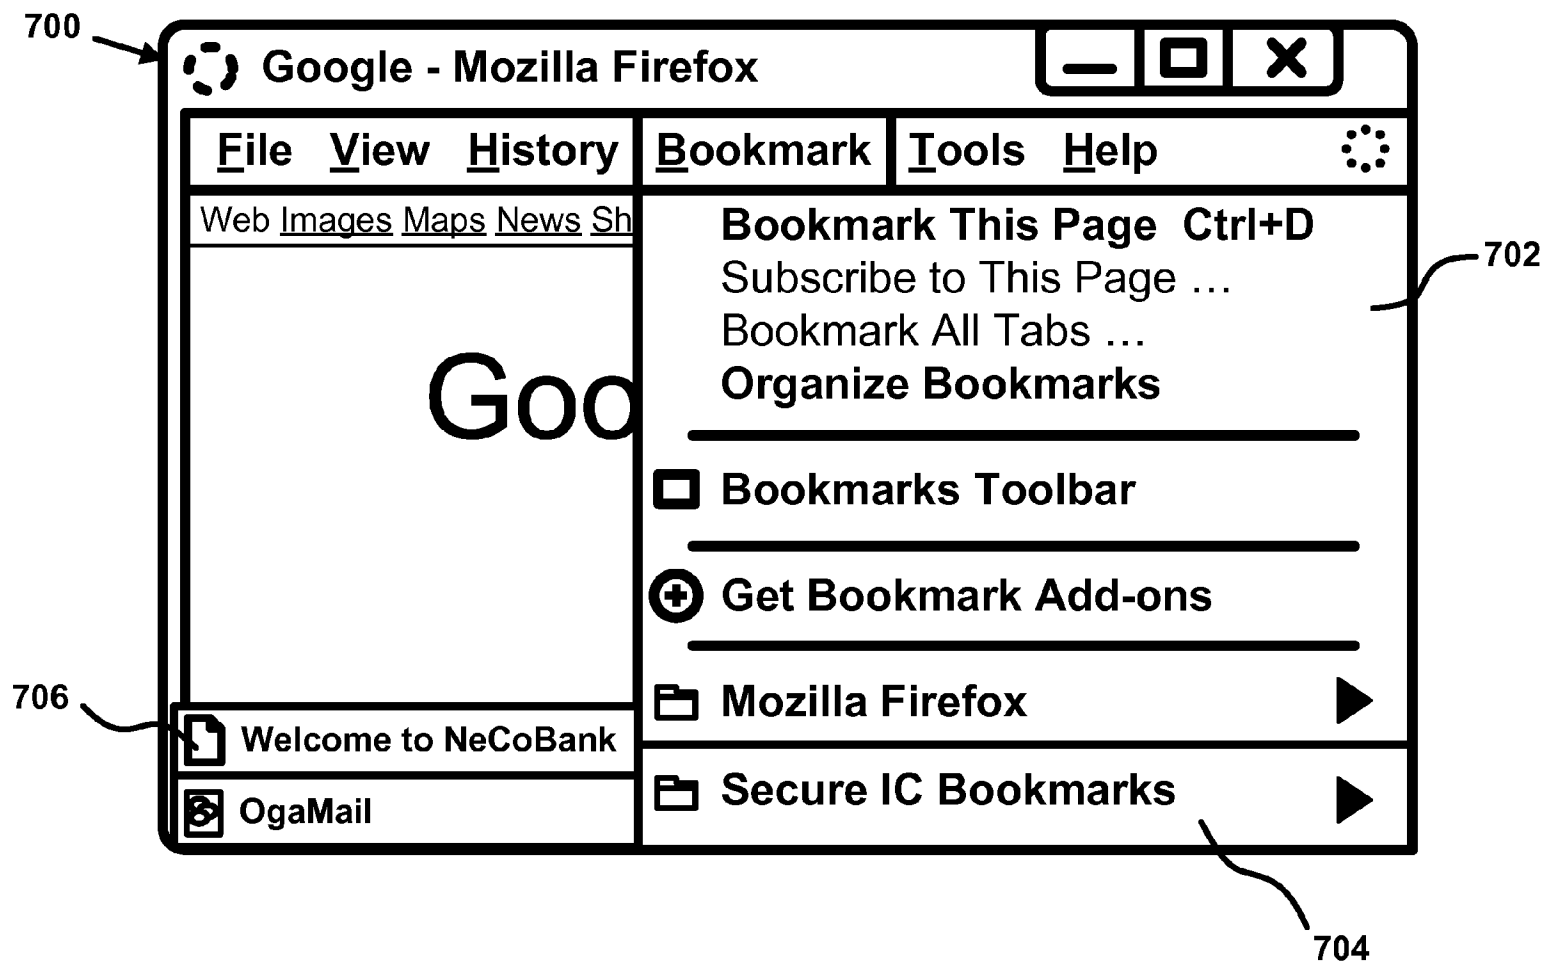 700
Google - Mozilla Firefox
File View History Bookmark Tools Help
Web Images Maps News Sh
Bookmark This Page Ctrl+D
702
Subscribe to This Page ...
Bookmark All Tabs ...
Organize Bookmarks
Goo
Bookmarks Toolbar
Get Bookmark Add-ons
Mozilla Firefox
706
Welcome to NeCoBank
Secure IC Bookmarks
OgaMail
704